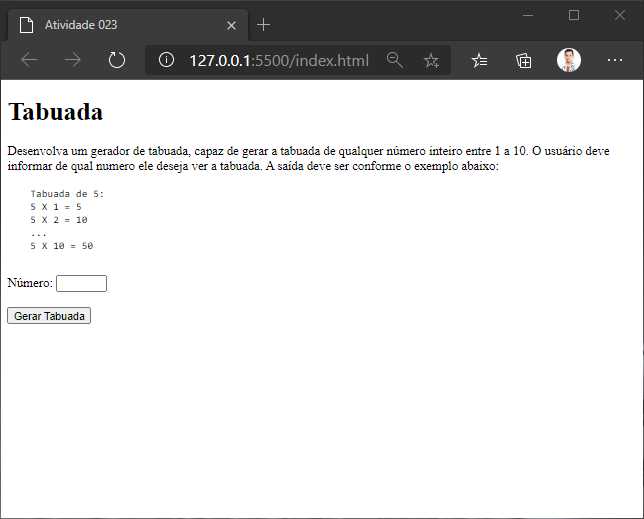 Atividade 023
127.0.0.1:5500/index.html
Tabuada
Desenvolva um gerador de tabuada, capaz de gerar a tabuada de qualquer número inteiro entre 1 a 10. O usuário deve
informar de qual numero ele deseja ver a tabuada. A saída deve ser conforme o exemplo abaixo:
Tabuada de 5:
5 X 1 = 5
5 X 2 = 10
...
5 X 10 = 50
Número:
Gerar Tabuada